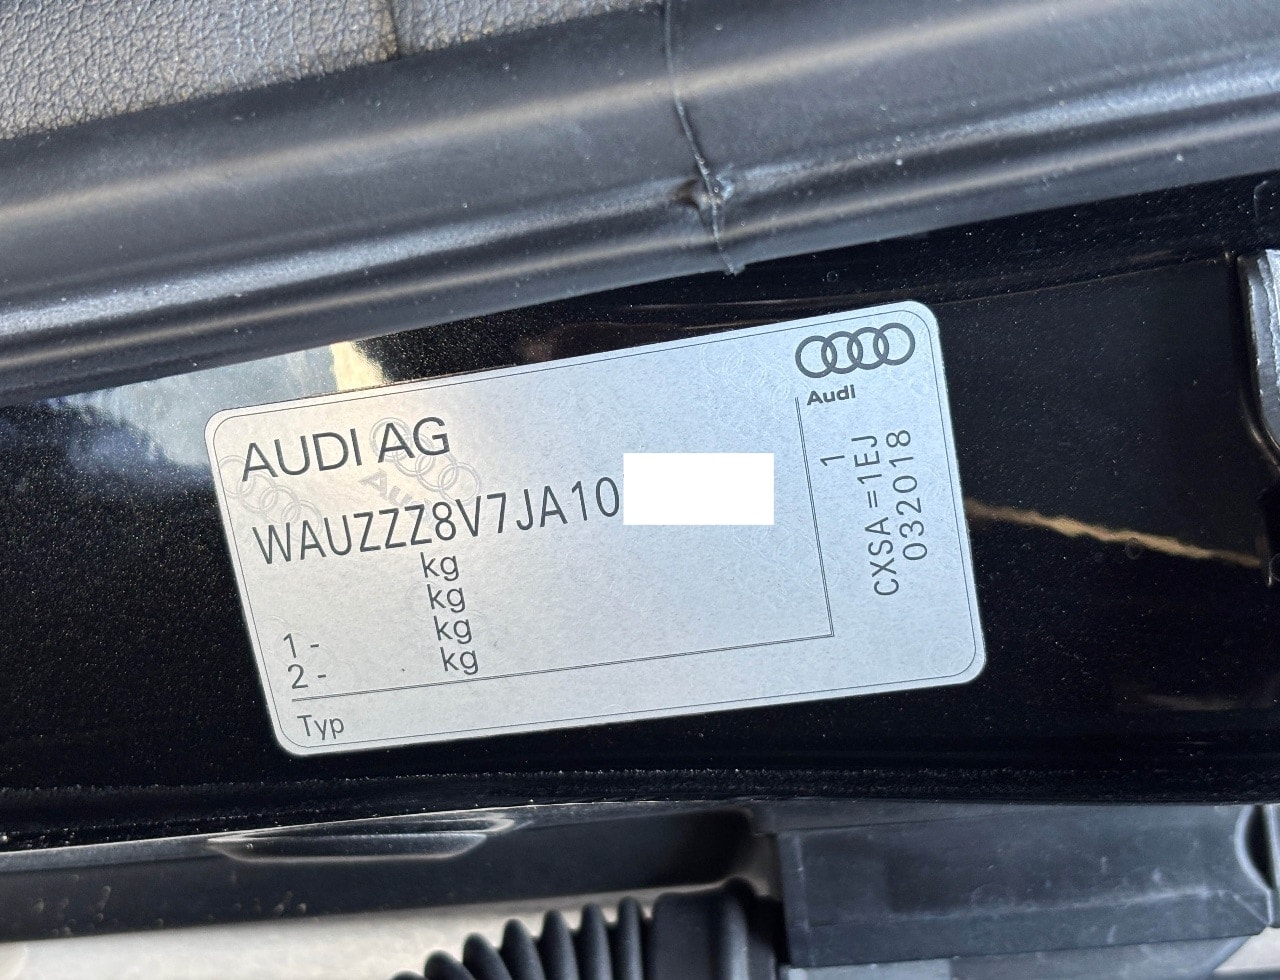 AUDI AG
WAUZZZ8V7JA10
kg
kg
1 - kg
2 - kg
Typ
Audi
1
CXSA = 1EJ
032018